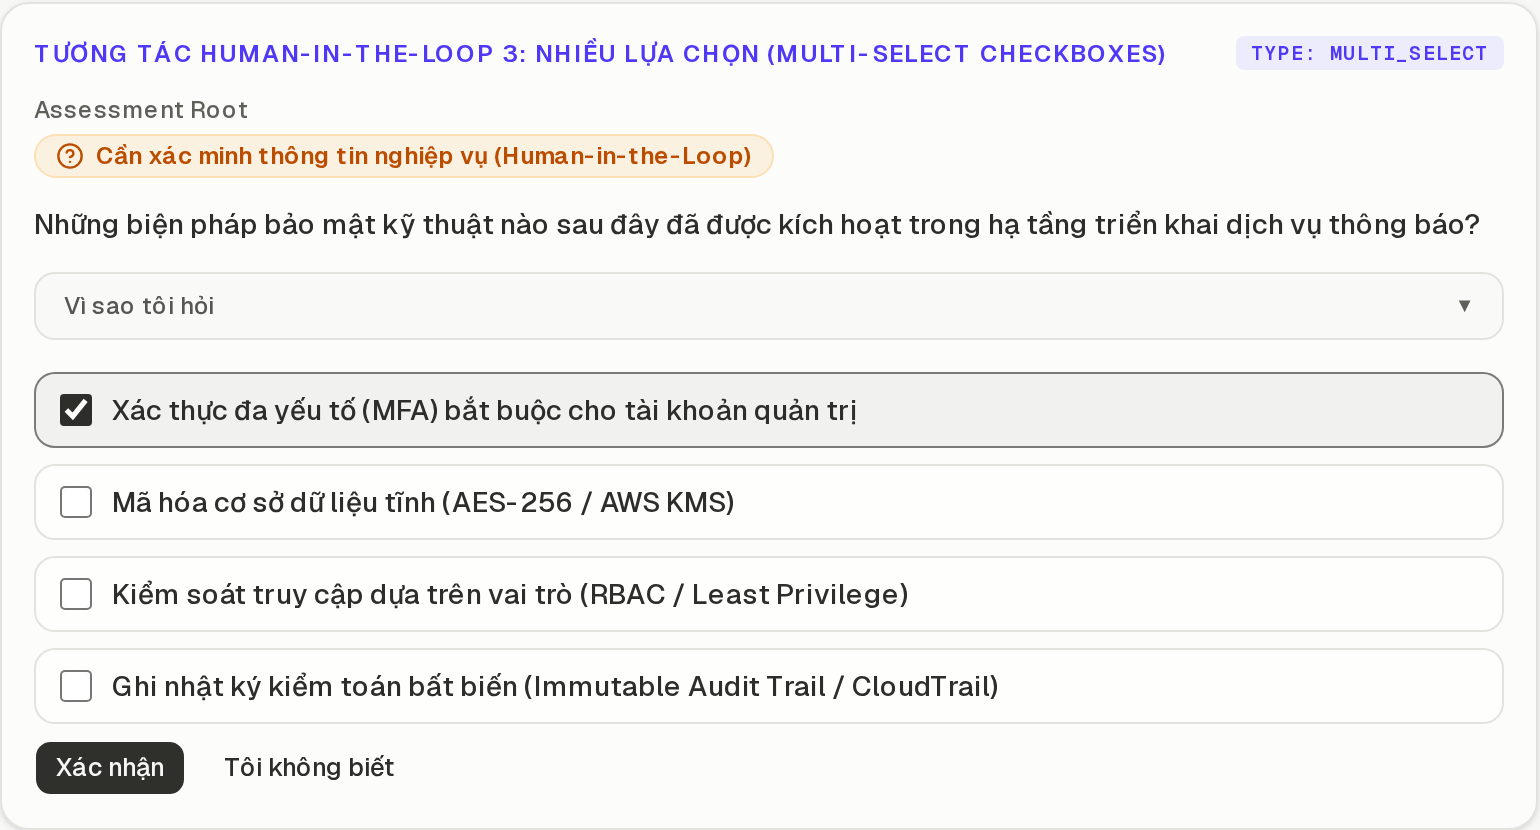 TƯƠNG TÁC HUMAN-IN-THE-LOOP 3: NHIỀU LỰA CHỌN (MULTI-SELECT CHECKBOXES)
TYPE: MULTI_SELECT
Assessment Root
Cần xác minh thông tin nghiệp vụ (Human-in-the-Loop)
Những biện pháp bảo mật kỹ thuật nào sau đây đã được kích hoạt trong hạ tầng triển khai dịch vụ thông báo?
Vì sao tôi hỏi
Xác thực đa yếu tố (MFA) bắt buộc cho tài khoản quản trị
Mã hóa cơ sở dữ liệu tĩnh (AES-256 / AWS KMS)
Kiểm soát truy cập dựa trên vai trò (RBAC / Least Privilege)
Ghi nhật ký kiểm toán bất biến (Immutable Audit Trail / CloudTrail)
Xác nhận
Tôi không biết